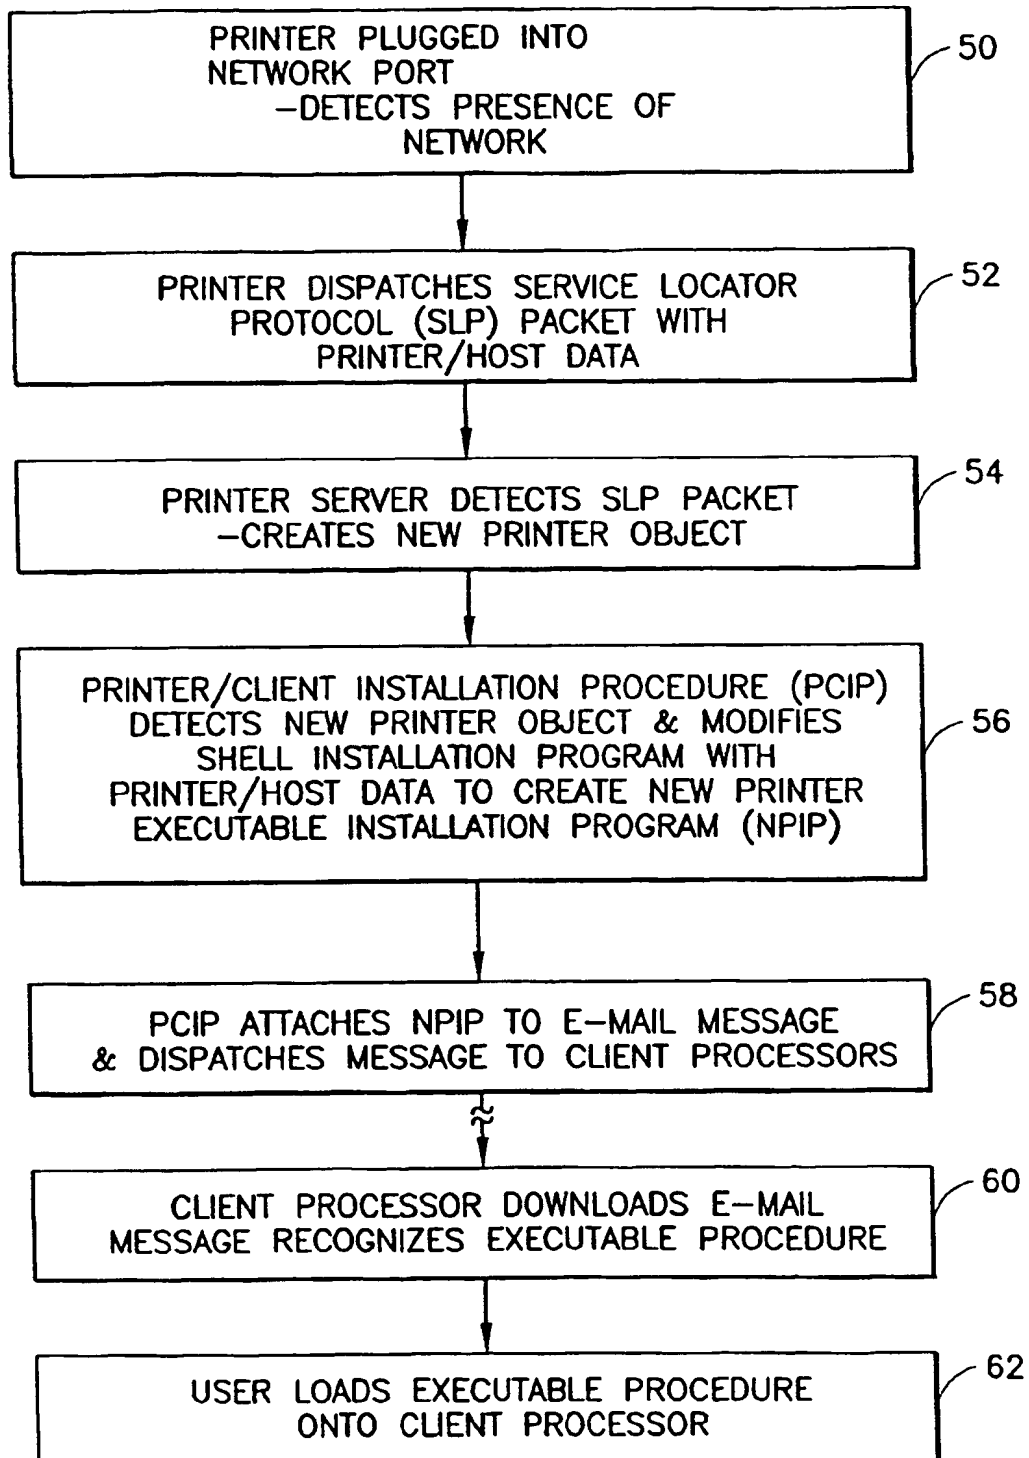 PRINTER PLUGGED INTO
NETWORK PORT
-DETECTS PRESENCE OF
NETWORK
50
PRINTER DISPATCHES SERVICE LOCATOR
PROTOCOL (SLP) PACKET WITH
PRINTER/HOST DATA
52
PRINTER SERVER DETECTS SLP PACKET
-CREATES NEW PRINTER OBJECT
54
PRINTER/CLIENT INSTALLATION PROCEDURE (PCIP)
DETECTS NEW PRINTER OBJECT & MODIFIES
SHELL INSTALLATION PROGRAM WITH
PRINTER/HOST DATA TO CREATE NEW PRINTER
EXECUTABLE INSTALLATION PROGRAM (NPIP)
56
PCIP ATTACHES NPIP TO E-MAIL MESSAGE
& DISPATCHES MESSAGE TO CLIENT PROCESSORS
58
CLIENT PROCESSOR DOWNLOADS E-MAIL
MESSAGE RECOGNIZES EXECUTABLE PROCEDURE
60
USER LOADS EXECUTABLE PROCEDURE
ONTO CLIENT PROCESSOR
62